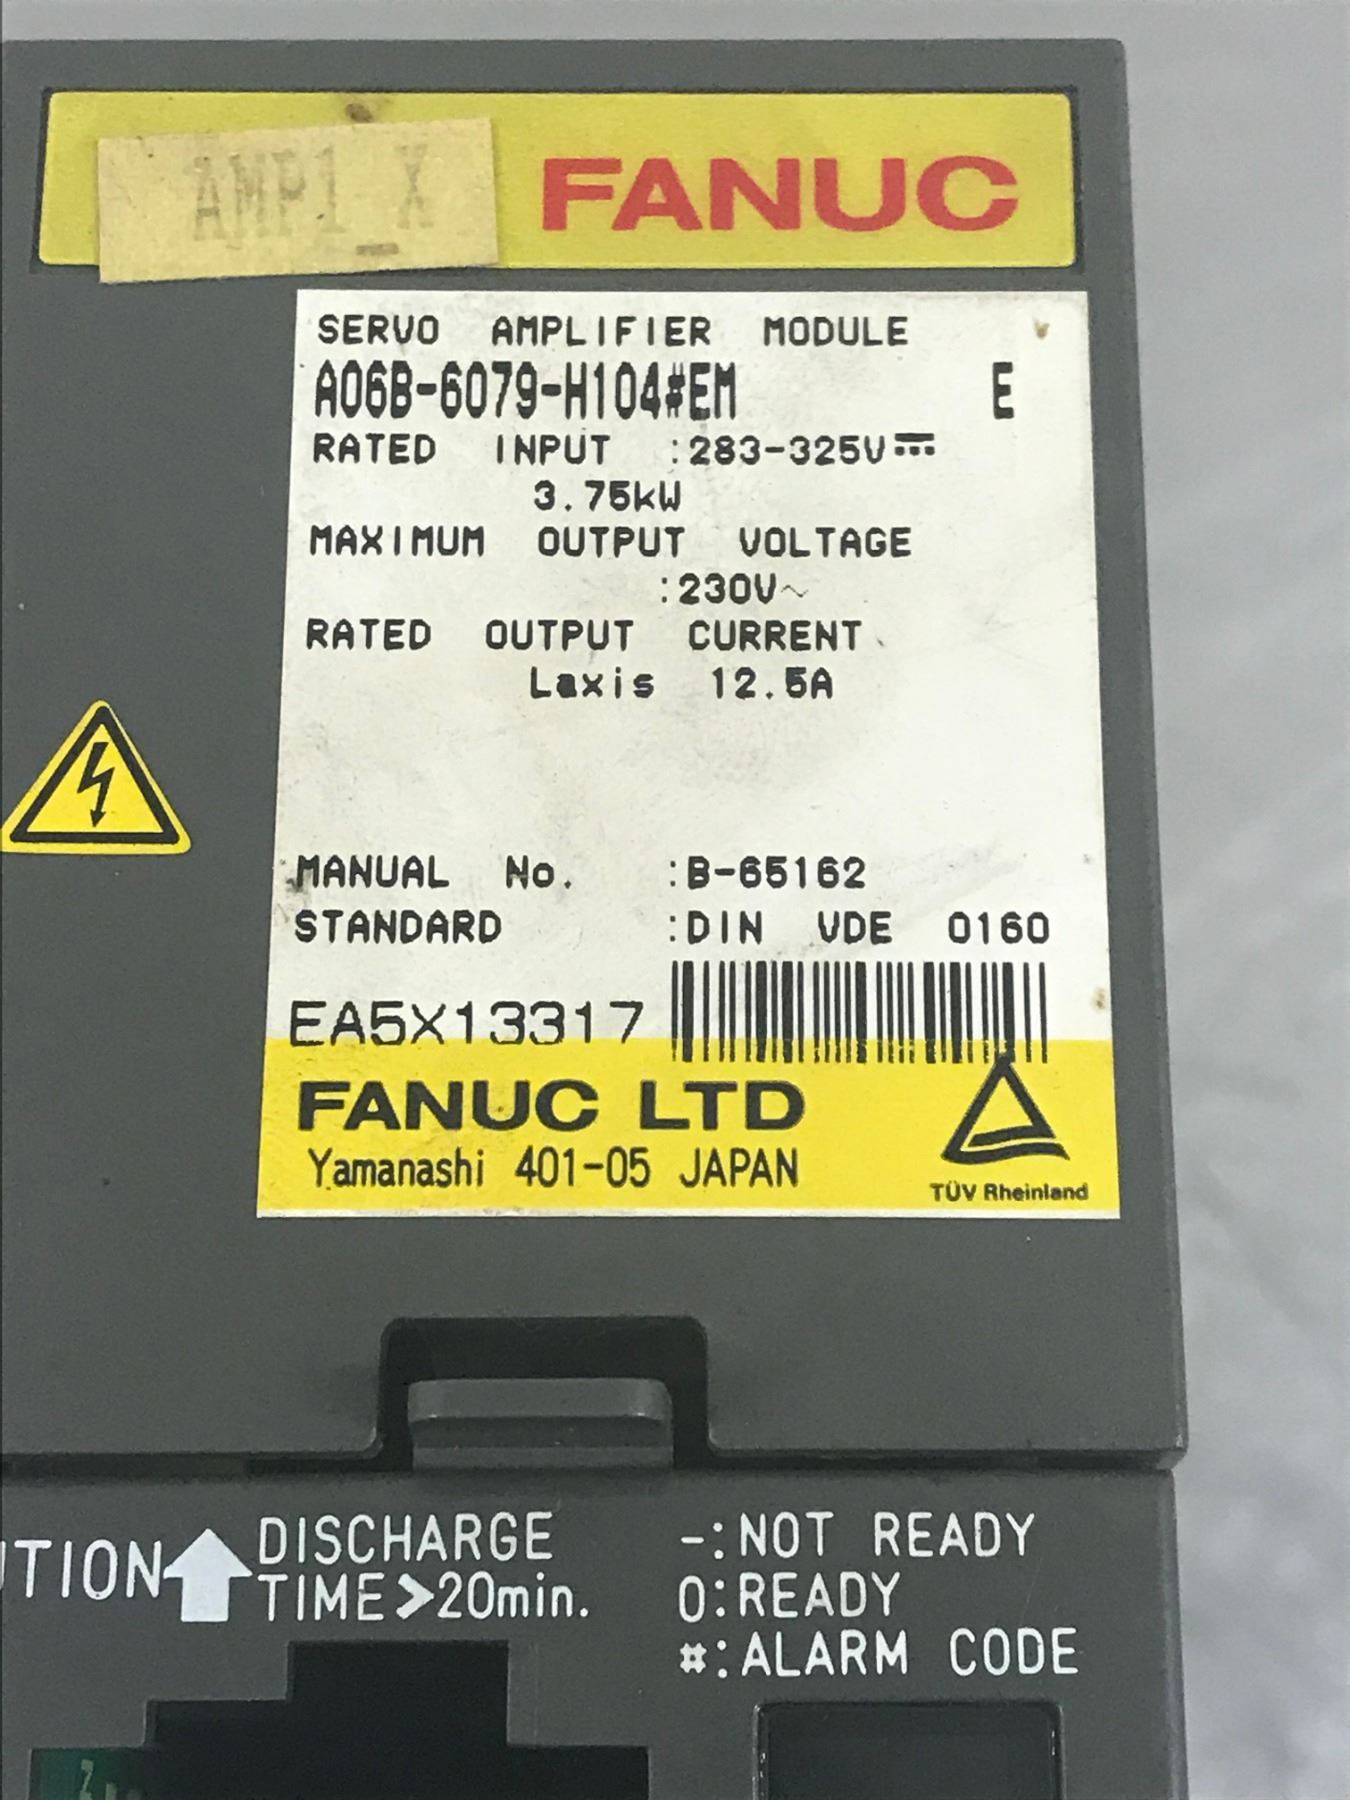 AMP1_X
FANUC
SERVO AMPLIFIER MODULE
A06B-6079-H104#EM E
RATED INPUT :283-325V⎓
3.75kW
MAXIMUM OUTPUT VOLTAGE
:230V~
RATED OUTPUT CURRENT
Laxis 12.5A
MANUAL No. :B-65162
STANDARD :DIN VDE 0160
EA5X13317
FANUC LTD
Yamanashi 401-05 JAPAN
TÜV Rheinland
DISCHARGE
TIME>20min.
-:NOT READY
0:READY
#:ALARM CODE